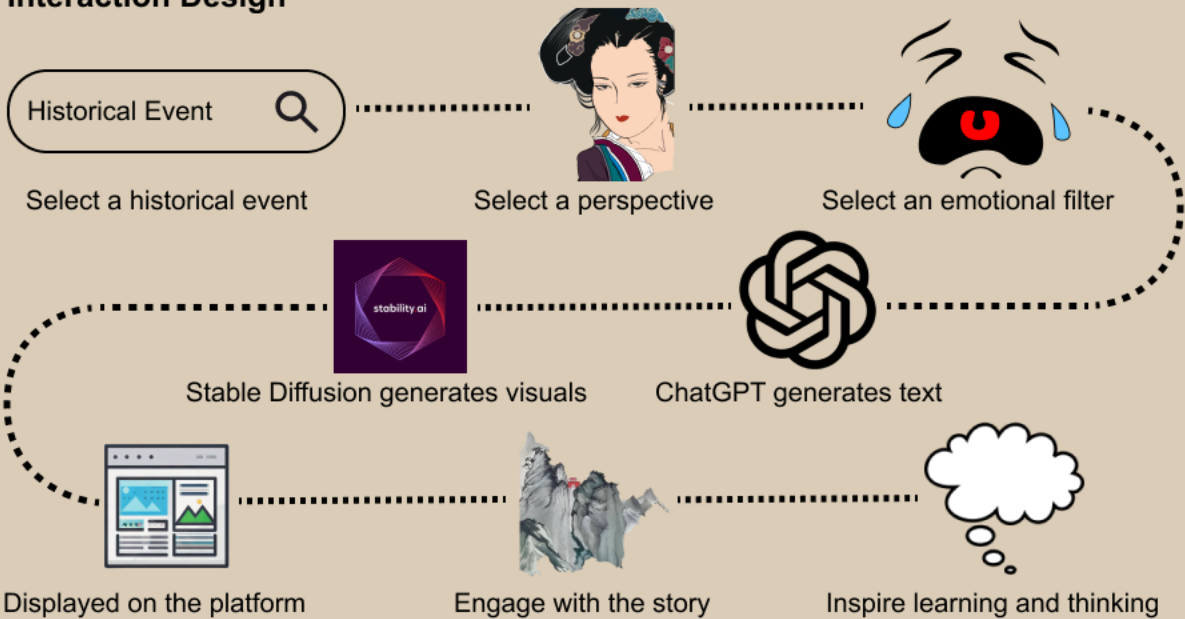 Interaction Design
Historical Event
Select a historical event
Select a perspective
Select an emotional filter
stability ai
Stable Diffusion generates visuals
ChatGPT generates text
Displayed on the platform
Engage with the story
Inspire learning and thinking